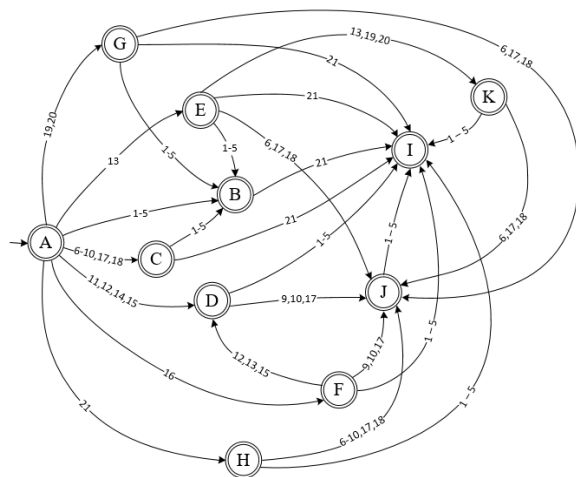 G
13,19,20
6,17,18
21
E
21
K
19,20
13
1-5
1-5
6,17,18
I
1 – 5
B
21
1-5
1-5
21
A
6-10,17,18
C
1-5
6,17,18
11,12,14,15
D
9,10,17
J
1 – 5
16
12,13,15
9,10,17
1 – 5
F
21
6-10,17,18
1 – 5
H